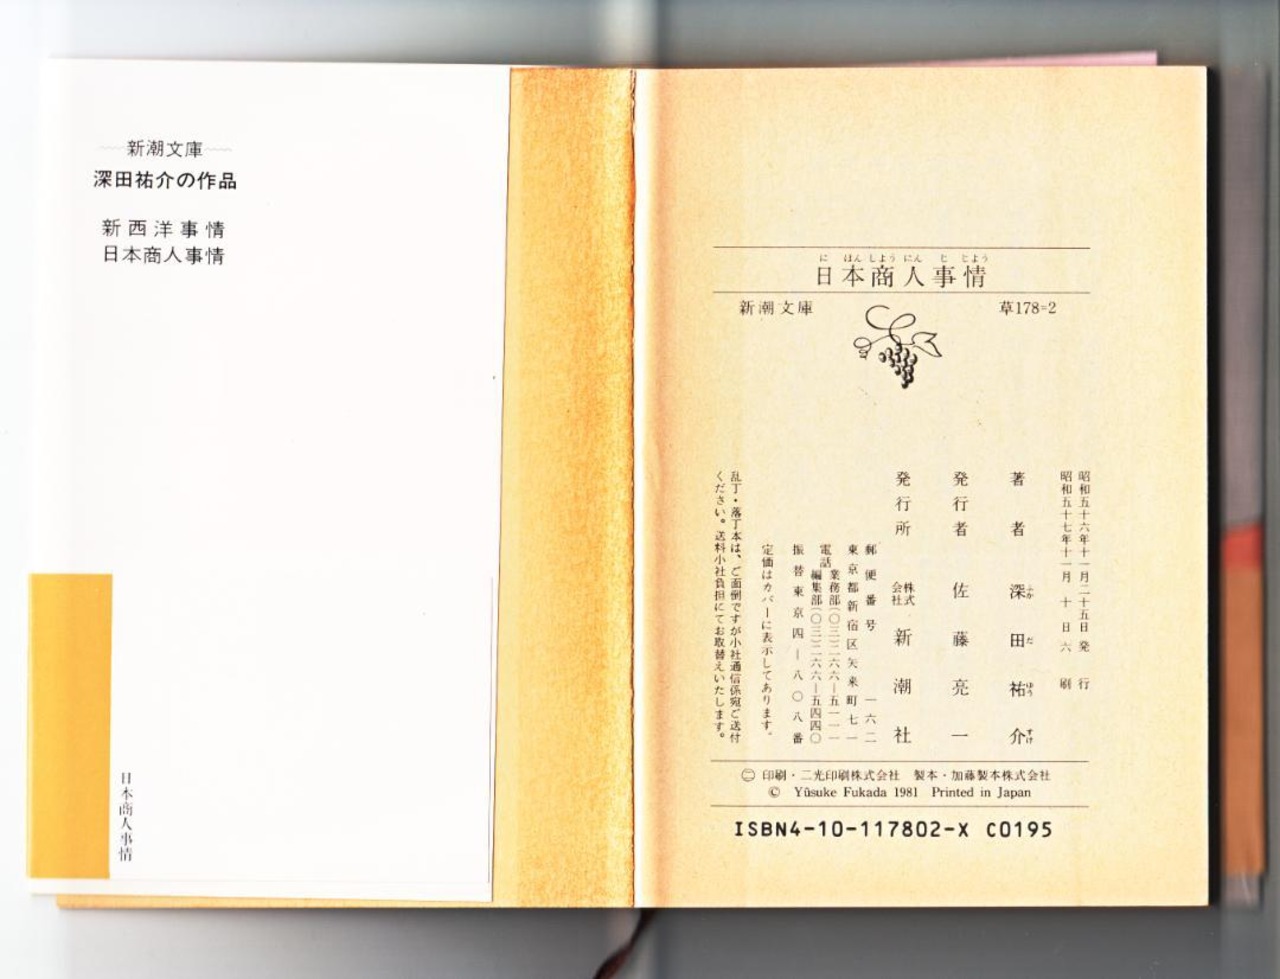 新潮文庫
深田祐介の作品
新西洋事情
日本商人事情
日本商人事情
に ほん しよう にん じ じよう
日本商人事情
新潮文庫
草178=2
昭和五十六年十一月二十五日発行
昭和五十七年十一月十日六刷
著者 深田祐介
ふか だ ゆう すけ
発行者 佐藤亮一
発行所 株式会社 新潮社
郵便番号 一六二
東京都新宿区矢来町七一
電話 業務部(〇三)二六六―五一一一
編集部(〇三)二六六―五四四〇
振替東京四―八〇八番
定価はカバーに表示してあります。
乱丁・落丁本は、ご面倒ですが小社通信係宛ご送付
ください。送料小社負担にてお取替えいたします。
㊁ 印刷・二光印刷株式会社 製本・加藤製本株式会社
© Yûsuke Fukada 1981 Printed in Japan
ISBN4-10-117802-X C0195